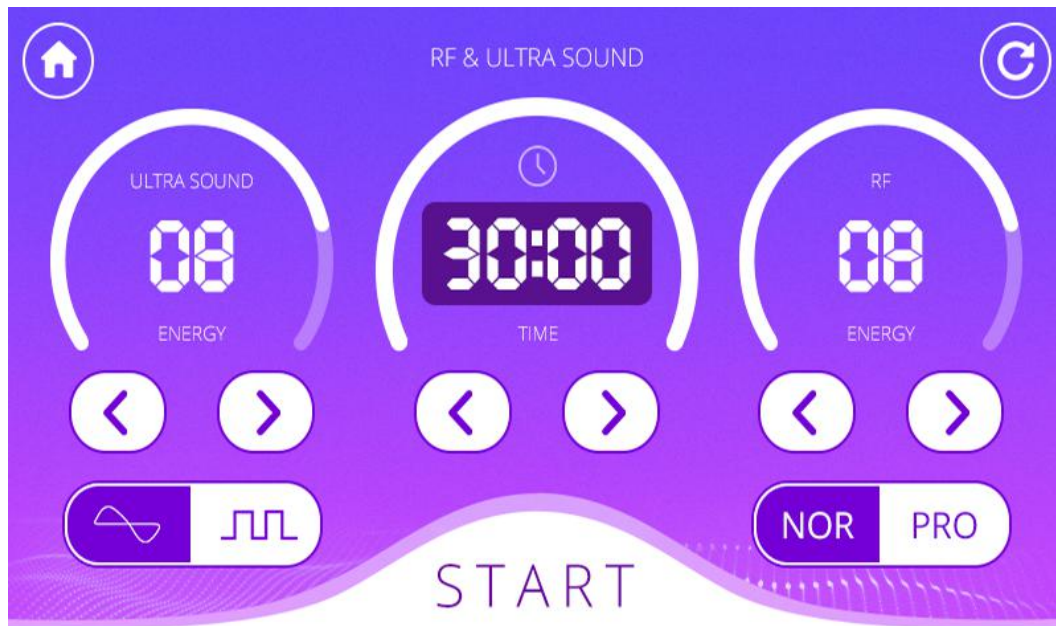 RF & ULTRA SOUND
ULTRA SOUND
08
ENERGY
30:00
TIME
RF
08
ENERGY
NOR PRO
START